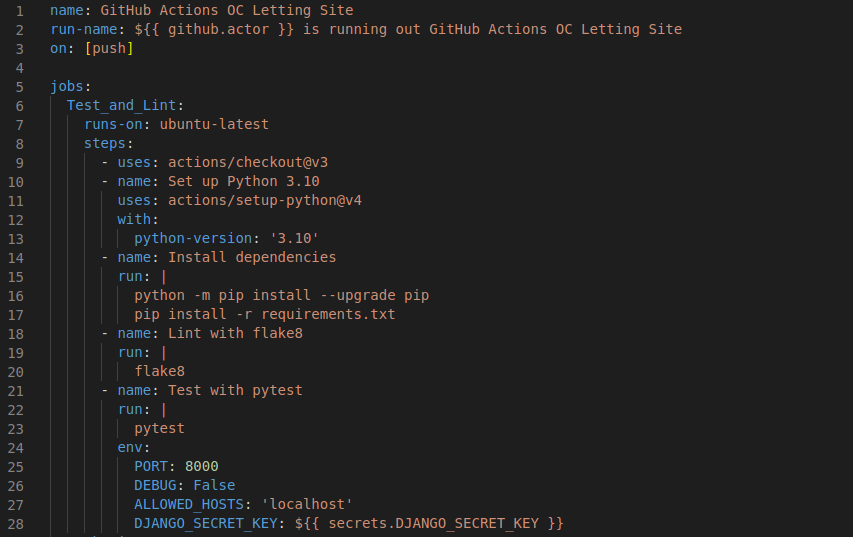 1 name: GitHub Actions OC Letting Site
2 run-name: ${{ github.actor }} is running out GitHub Actions OC Letting Site
3 on: [push]
4
5 jobs:
6   Test_and_Lint:
7     runs-on: ubuntu-latest
8     steps:
9       - uses: actions/checkout@v3
10       - name: Set up Python 3.10
11         uses: actions/setup-python@v4
12         with:
13           python-version: '3.10'
14       - name: Install dependencies
15         run: |
16           python -m pip install --upgrade pip
17           pip install -r requirements.txt
18       - name: Lint with flake8
19         run: |
20           flake8
21       - name: Test with pytest
22         run: |
23           pytest
24         env:
25           PORT: 8000
26           DEBUG: False
27           ALLOWED_HOSTS: 'localhost'
28           DJANGO_SECRET_KEY: ${{ secrets.DJANGO_SECRET_KEY }}